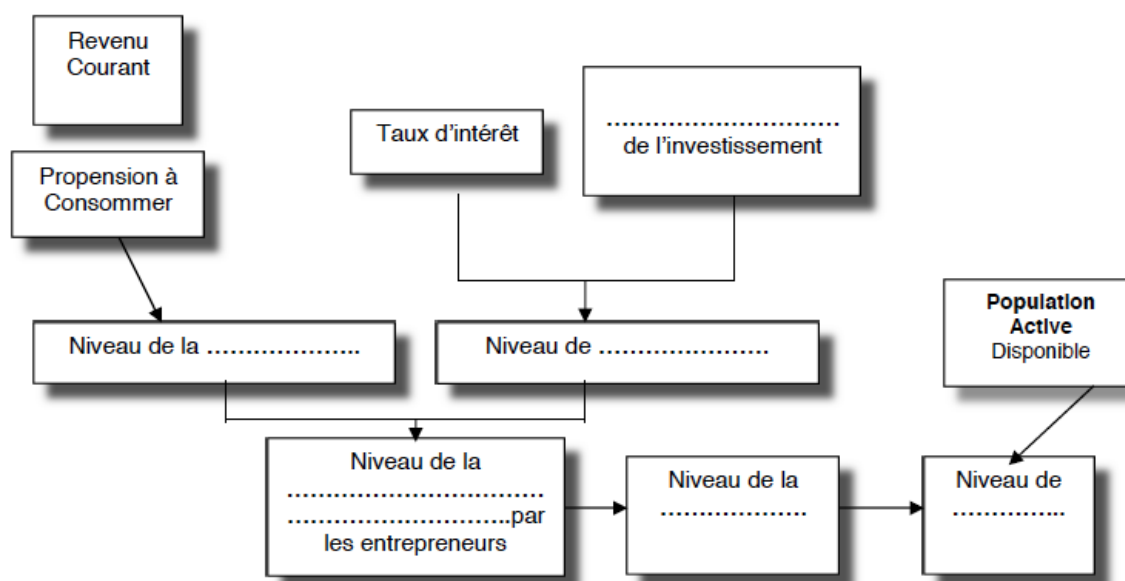 Revenu
Courant
Taux d'intérêt
…………………………
de l'investissement
Propension à
Consommer
Population
Active
Disponible
Niveau de la ………………..
Niveau de ………………….
Niveau de la
……………………………
………………………..par
les entrepreneurs
Niveau de la
………………….
Niveau de
…………...